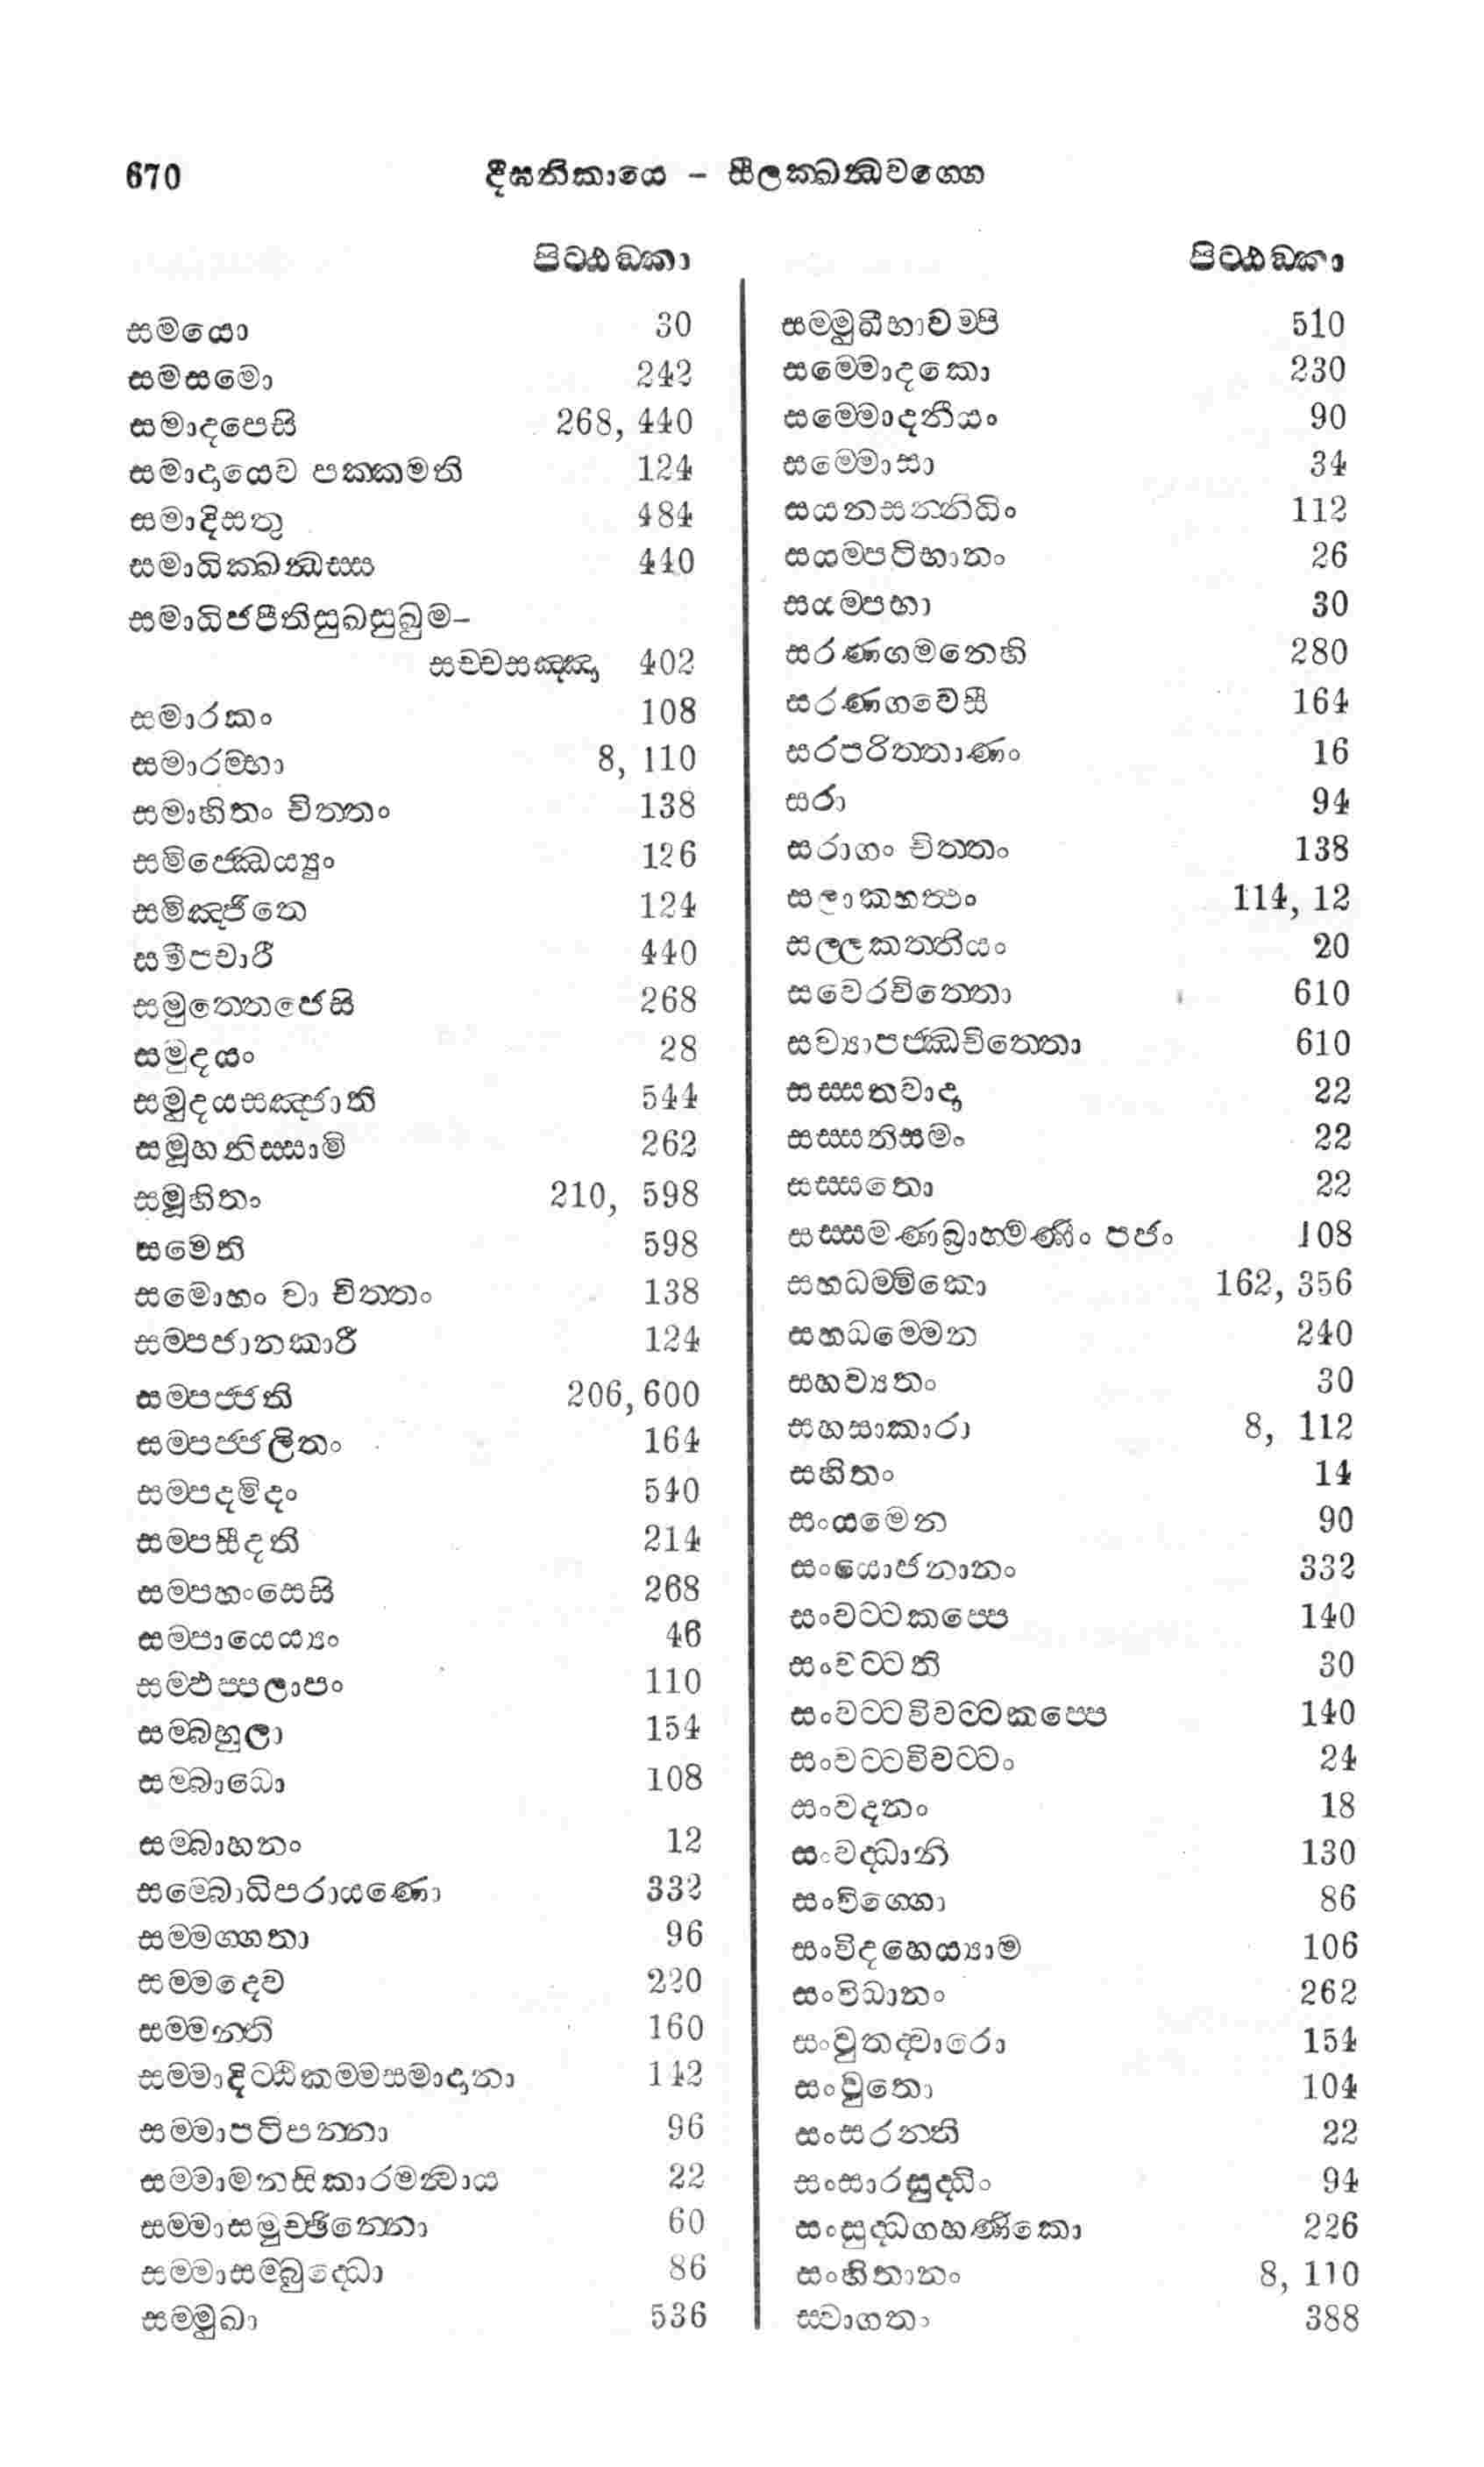 670 දීඝනිකායෙ - සීලක්ඛන්ධවග්ගෙ
පිට්ඨඞ්කා
සමයො 30
සමසමො 242
සමාදපෙසි 268, 440
සමාදායෙව පක්කමති 124
සමාදිසතු 484
සමාධික්ඛන්ධස්ස 440
සමාධිජපීතිසුඛසුඛුම-
සච්චසඤ්ඤා 402
සමාරකං 108
සමාරම්භා 8, 110
සමාහිතං චිත්තං 138
සමිජ්ඣෙය්යුං 126
සමිඤ්ජිතෙ 124
සමීපචාරී 440
සමුත්තෙජෙසි 268
සමුදයං 28
සමුදයසඤ්ජාති 544
සමූහනිස්සාමි 262
සමූහිතං 210, 598
සමෙති 598
සමොහං වා චිත්තං 138
සම්පජානකාරී 124
සම්පජ්ජති 206, 600
සම්පජ්ජලිතං 164
සම්පදමිදං 540
සම්පසීදති 214
සම්පහංසෙසි 268
සම්පායෙය්‍යං 46
සම්ඵප්පලාපං 110
සම්බහුලා 154
සම්බාධො 108
සම්බාහනං 12
සම්බොධිපරායණො 332
සම්මග්ගතා 96
සම්මදෙව 220
සම්මන්ති 160
සම්මාදිට්ඨිකම්මසමාදානා 142
සම්මාපටිපන්නා 96
සම්මාමනසිකාරමන්වාය 22
සම්මාසමුච්ඡින්නො 60
සම්මාසම්බුද්ධො 86
සම්මුඛා 536
පිට්ඨඞ්කා
සම්මුඛීභාවම්පි 510
සම්මොදකො 230
සම්මොදනීයං 90
සම්මොසා 34
සයනසන්නිධිං 112
සයම්පටිභානං 26
සයම්පභා 30
සරණගමනෙහි 280
සරණගවෙසී 164
සරපරිත්තාණං 16
සරා 94
සරාගං චිත්තං 138
සලාකහත්ථං 114, 12
සල්ලකත්තියං 20
සවෙරචිත්තො 610
සව්‍යාපජ්ඣචිත්තො 610
සස්සතවාදා 22
සස්සතිසමං 22
සස්සතො 22
සස්සමණබ්‍රාහ්මණිං පජං 108
සහධම්මිකො 162, 356
සහධම්මෙන 240
සහව්‍යතං 30
සහසාකාරා 8, 112
සහිතං 14
සංයමෙන 90
සංයොජනානං 332
සංවට්ටකප්පෙ 140
සංවට්ටති 30
සංවට්ටවිවට්ටකප්පෙ 140
සංවට්ටවිවට්ටං 24
සංවදනං 18
සංවද්ධානි 130
සංවිග්ගො 86
සංවිදහෙය්‍යාම 106
සංවිධානං 262
සංවුතද්වාරො 154
සංවුතො 104
සංසරන්ති 22
සංසාරසුද්ධිං 94
සංසුද්ධගහණිකො 226
සංහිතානං 8, 110
ස්වාගතා 388